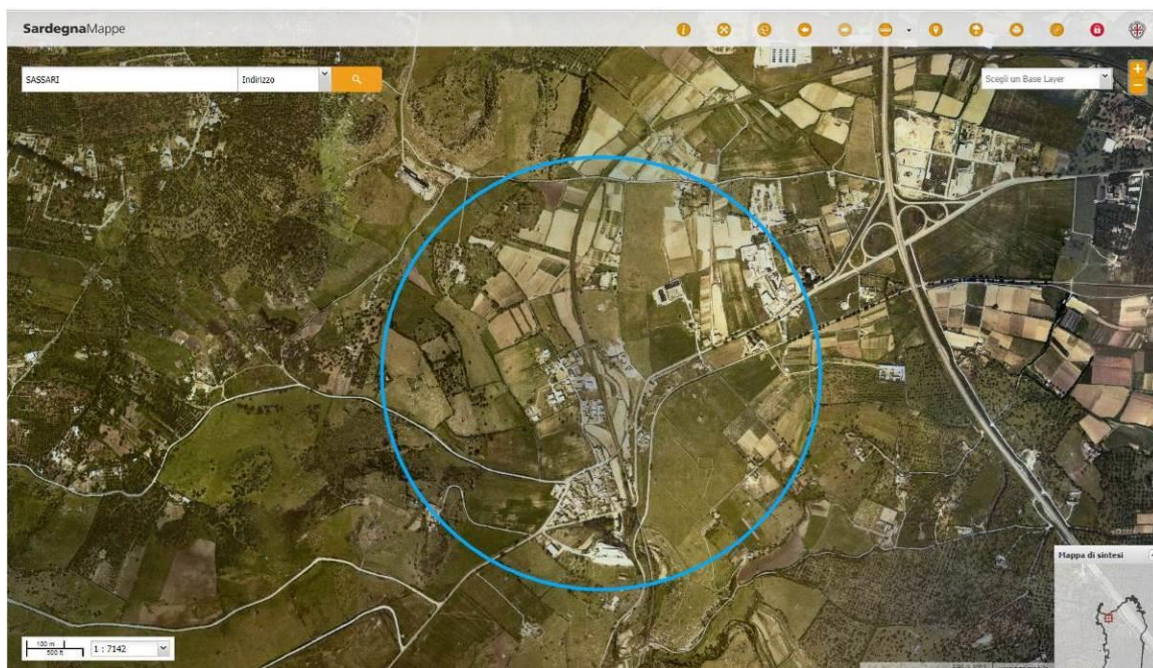 SardegnaMappe
SASSARI
Indirizzo
Scegli un Base Layer
+
−
Mappa di sintesi
100 m
500 ft
1 : 7142